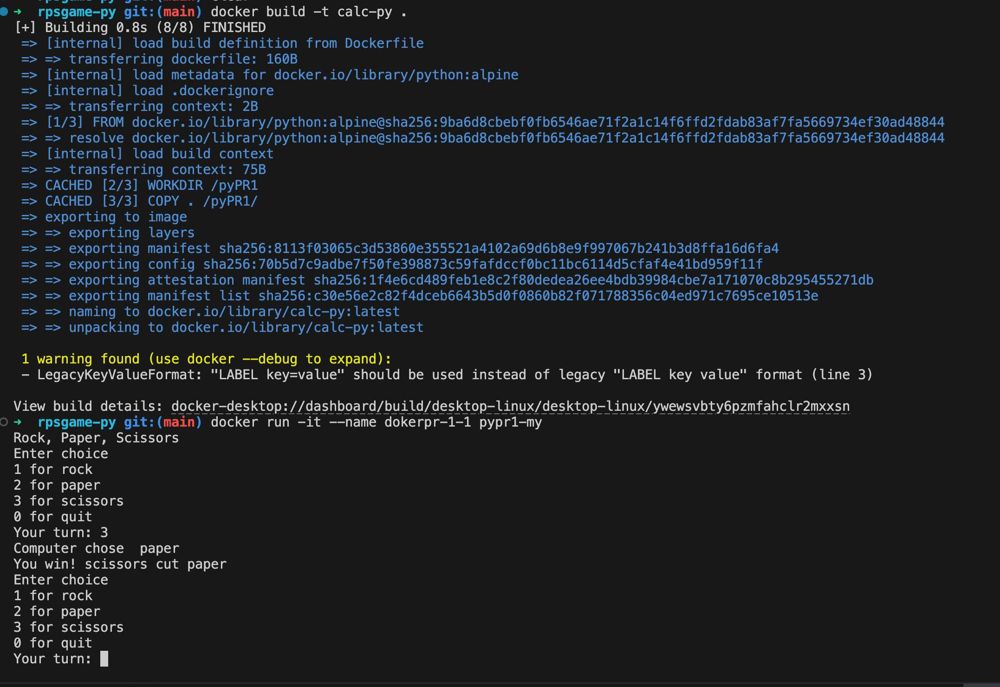 ➜  rpsgame-py git:(main) docker build -t calc-py .
[+] Building 0.8s (8/8) FINISHED
 => [internal] load build definition from Dockerfile
 => => transferring dockerfile: 160B
 => [internal] load metadata for docker.io/library/python:alpine
 => [internal] load .dockerignore
 => => transferring context: 2B
 => [1/3] FROM docker.io/library/python:alpine@sha256:9ba6d8cbebf0fb6546ae71f2a1c14f6ffd2fdab83af7fa5669734ef30ad48844
 => => resolve docker.io/library/python:alpine@sha256:9ba6d8cbebf0fb6546ae71f2a1c14f6ffd2fdab83af7fa5669734ef30ad48844
 => [internal] load build context
 => => transferring context: 75B
 => CACHED [2/3] WORKDIR /pyPR1
 => CACHED [3/3] COPY . /pyPR1/
 => exporting to image
 => => exporting layers
 => => exporting manifest sha256:8113f03065c3d53860e355521a4102a69d6b8e9f997067b241b3d8ffa16d6fa4
 => => exporting config sha256:70b5d7c9adbe7f50fe398873c59fafdccf0bc11bc6114d5cfaf4e41bd959f11f
 => => exporting attestation manifest sha256:1f4e6cd489feb1e8c2f80dedea26ee4bdb39984cbe7a171070c8b295455271db
 => => exporting manifest list sha256:c30e56e2c82f4dceb6643b5d0f0860b82f071788356c04ed971c7695ce10513e
 => => naming to docker.io/library/calc-py:latest
 => => unpacking to docker.io/library/calc-py:latest
 1 warning found (use docker --debug to expand):
 - LegacyKeyValueFormat: "LABEL key=value" should be used instead of legacy "LABEL key value" format (line 3)
View build details: docker-desktop://dashboard/build/desktop-linux/desktop-linux/ywewsvbty6pzmfahclr2mxxsn
➜  rpsgame-py git:(main) docker run -it --name dokerpr-1-1 pypr1-my
Rock, Paper, Scissors
Enter choice
1 for rock
2 for paper
3 for scissors
0 for quit
Your turn: 3
Computer chose  paper
You win! scissors cut paper
Enter choice
1 for rock
2 for paper
3 for scissors
0 for quit
Your turn: